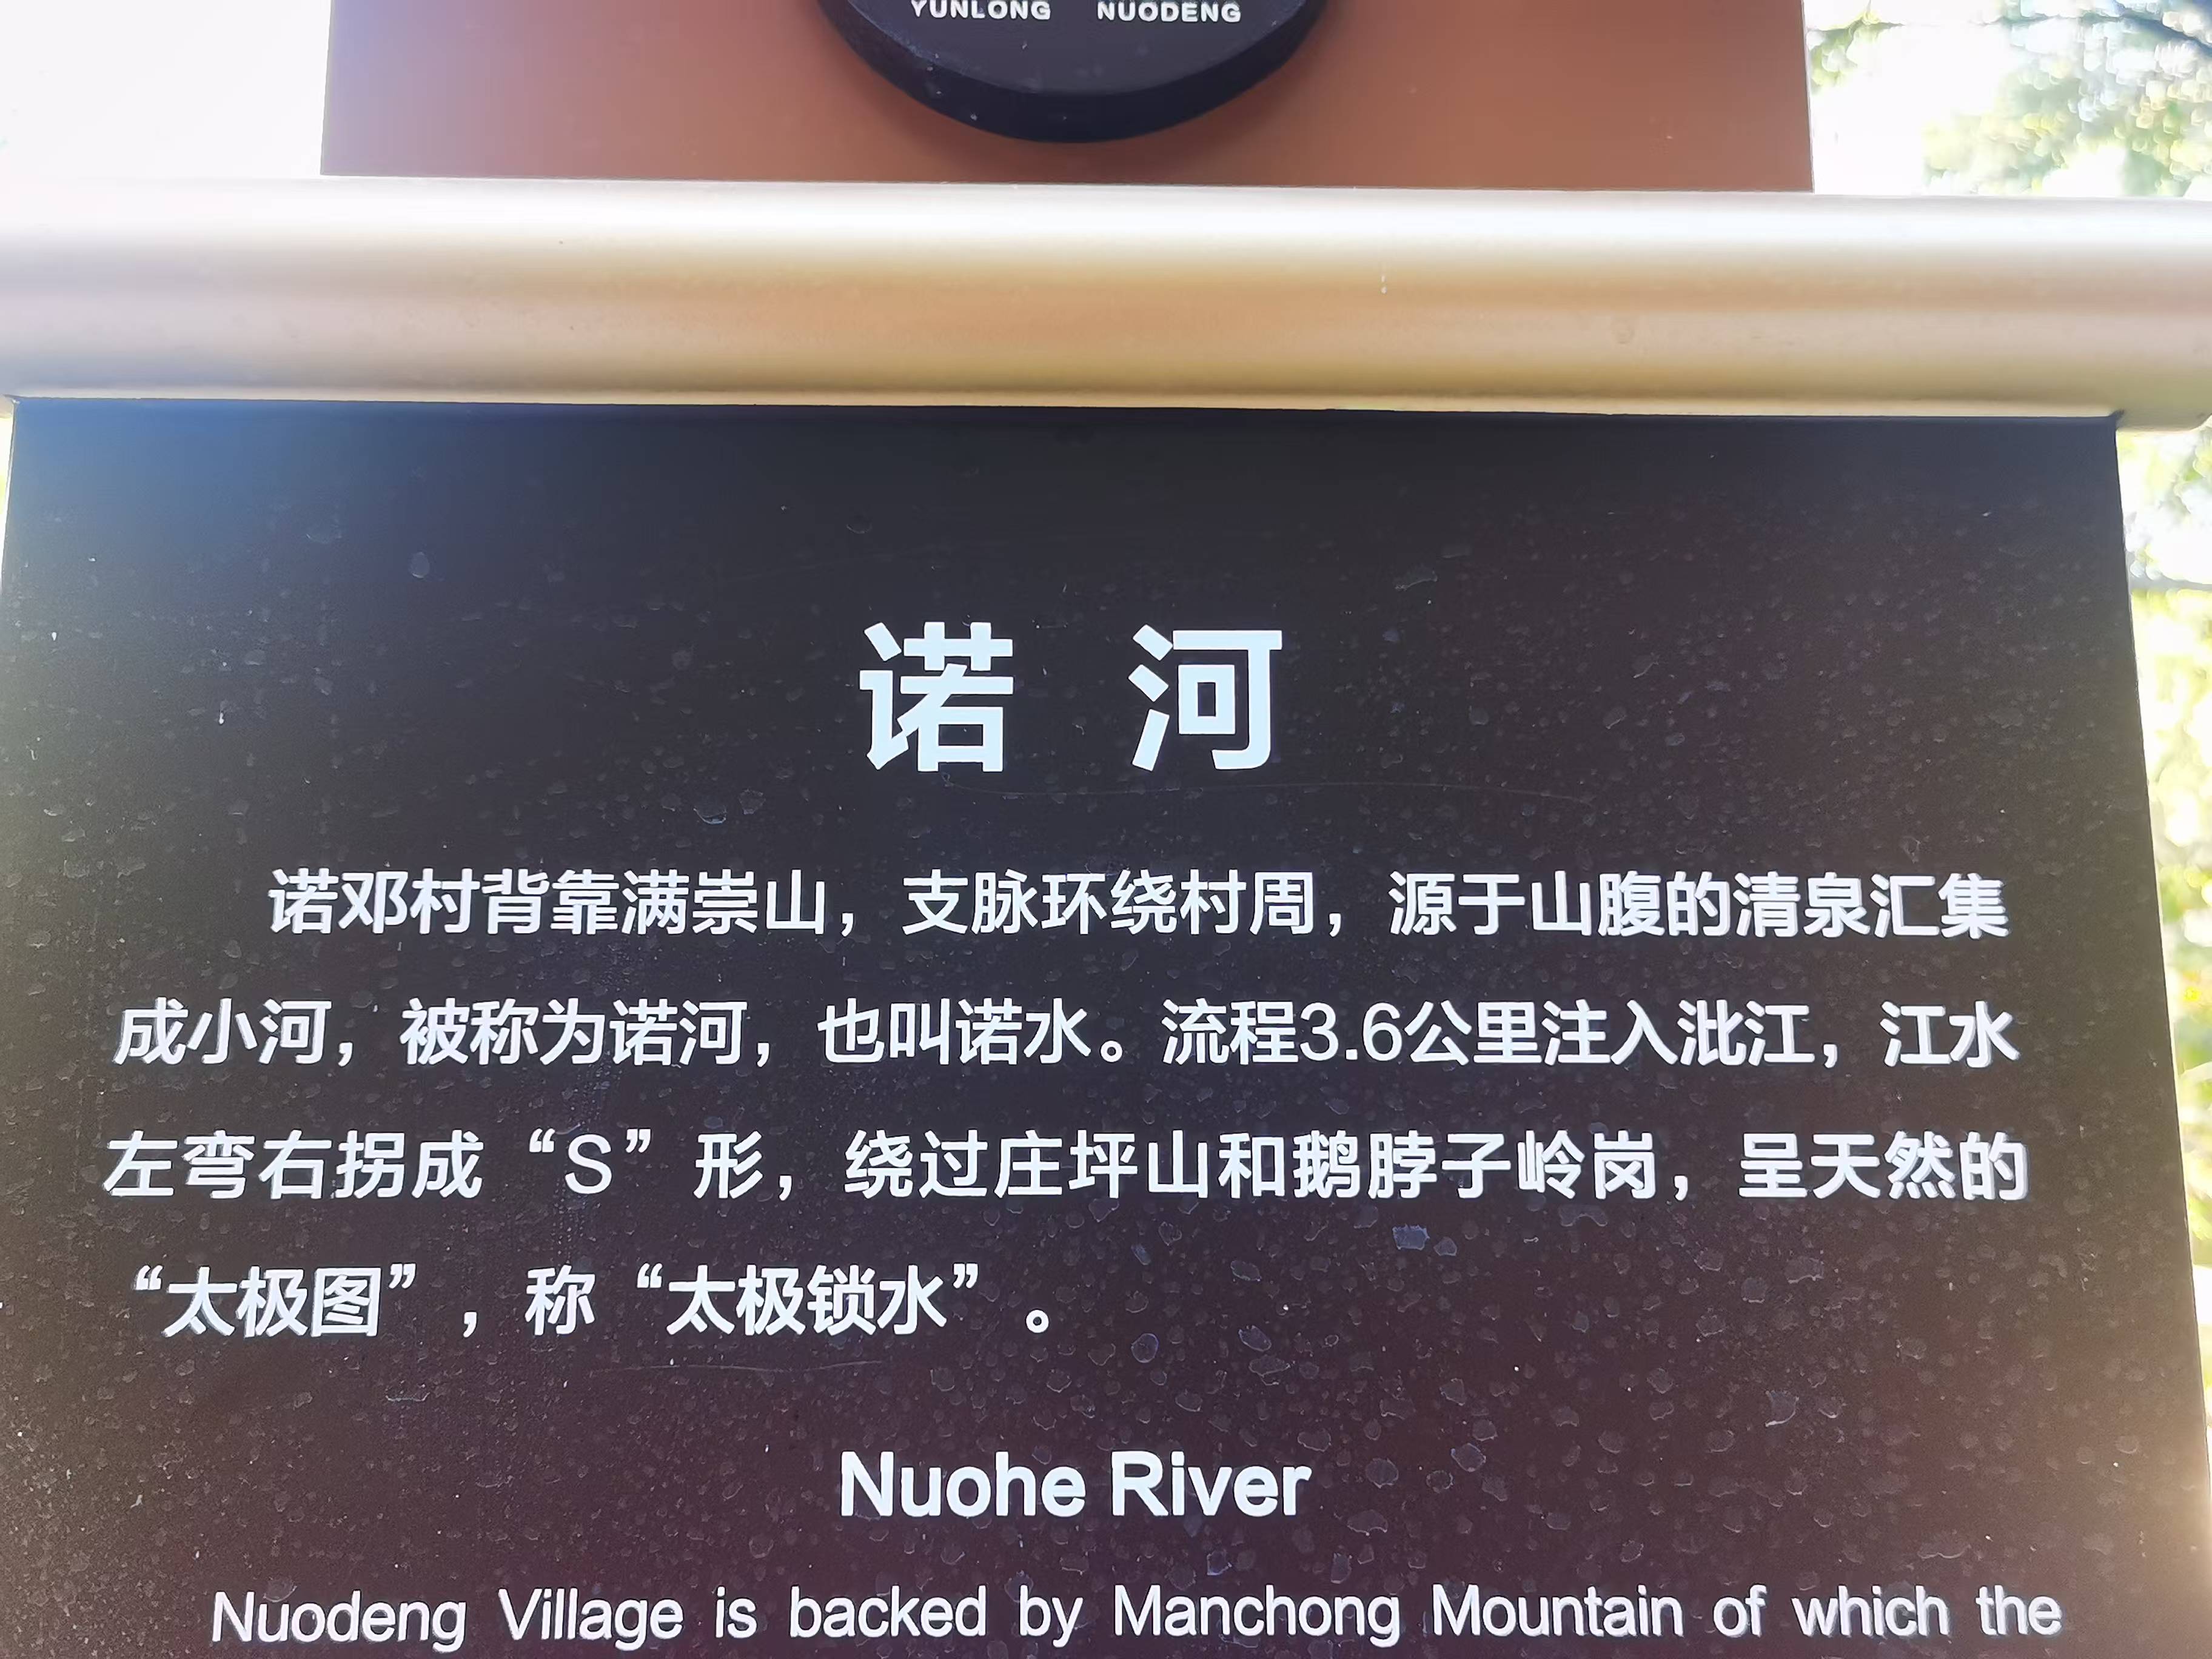 YUNLONG NUODENG
诺河
诺邓村背靠满崇山，支脉环绕村周，源于山腹的清泉汇集
成小河，被称为诺河，也叫诺水。流程3.6公里注入沘江，江水
左弯右拐成“S”形，绕过庄坪山和鹅脖子岭岗，呈天然的
“太极图”，称“太极锁水”。
Nuohe River
Nuodeng Village is backed by Manchong Mountain of which the